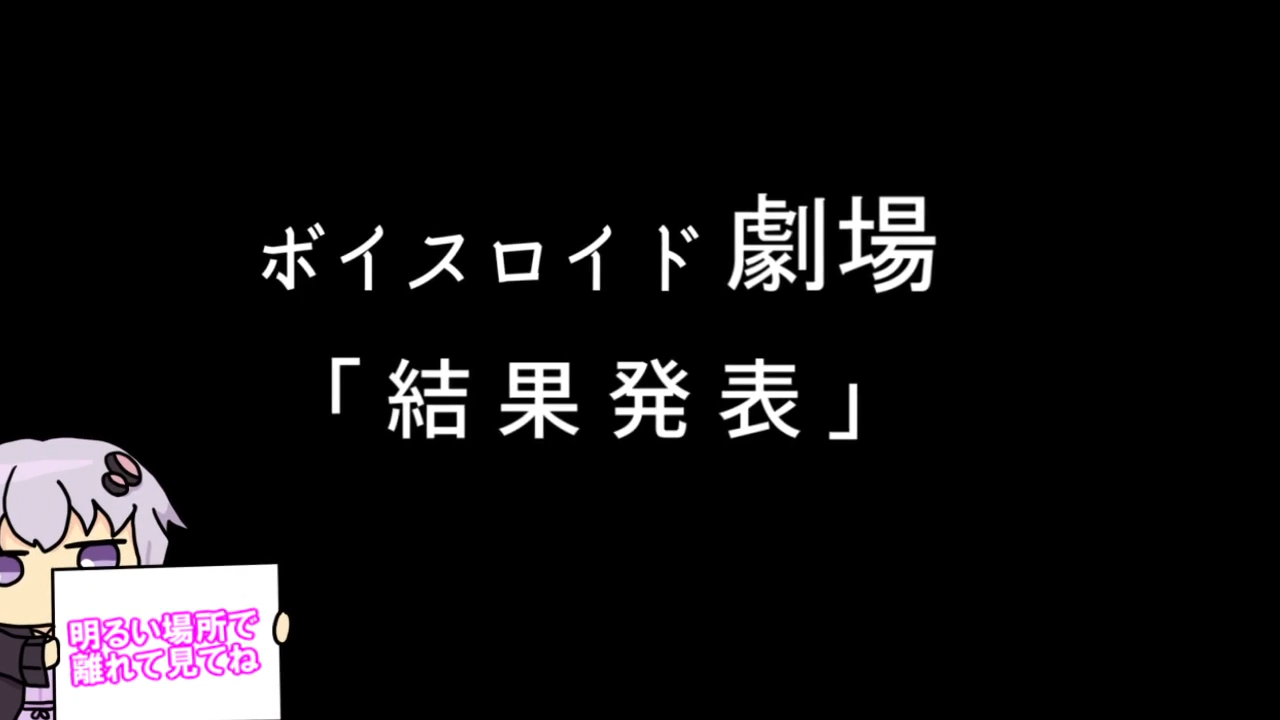 ボイスロイド劇場
「結果発表」
明るい場所で
離れて見てね